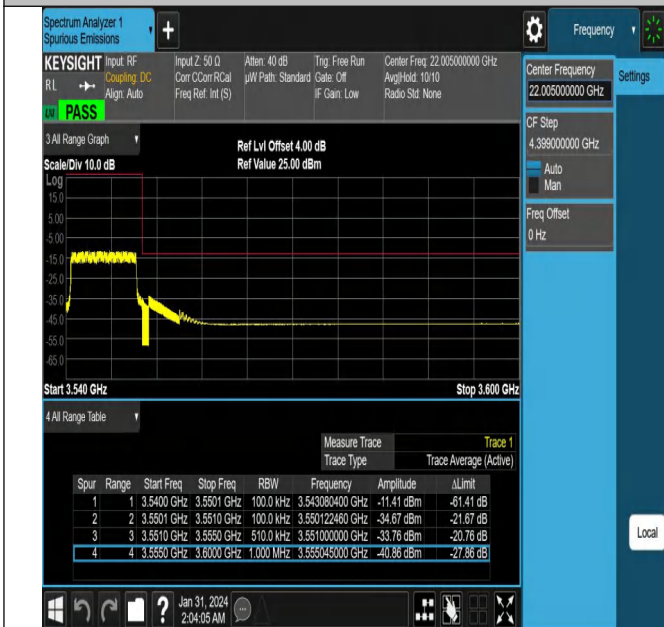 Spectrum Analyzer 1
Spurious Emissions
Frequency
KEYSIGHT
RL
Input: RF
Coupling: DC
Align: Auto
Input Z: 50 Ω
Corr CCorr RCal
Freq Ref: Int (S)
Atten: 40 dB
µW Path: Standard
Trig: Free Run
Gate: Off
IF Gain: Low
Center Freq: 22.005000000 GHz
Avg|Hold: 10/10
Radio Std: None
PASS
Center Frequency
22.005000000 GHz
Settings
CF Step
4.399000000 GHz
Auto
Man
Freq Offset
0 Hz
3 All Range Graph
Ref Lvl Offset 4.00 dB
Scale/Div 10.0 dB
Ref Value 25.00 dBm
Log
15.0
5.00
-5.00
-15.0
-25.0
-35.0
-45.0
-55.0
-65.0
Start 3.540 GHz
Stop 3.600 GHz
4 All Range Table
Measure Trace Trace 1
Trace Type Trace Average (Active)
Spur Range Start Freq Stop Freq RBW Frequency Amplitude ΔLimit
1 1 3.5400 GHz 3.5501 GHz 100.0 kHz 3.543080400 GHz -11.41 dBm -61.41 dB
2 2 3.5501 GHz 3.5510 GHz 100.0 kHz 3.550122460 GHz -34.67 dBm -21.67 dB
3 3 3.5510 GHz 3.5550 GHz 510.0 kHz 3.551000000 GHz -33.76 dBm -20.76 dB
4 4 3.5550 GHz 3.6000 GHz 1.000 MHz 3.555045000 GHz -40.86 dBm -27.86 dB
Local
?
Jan 31, 2024
2:04:05 AM